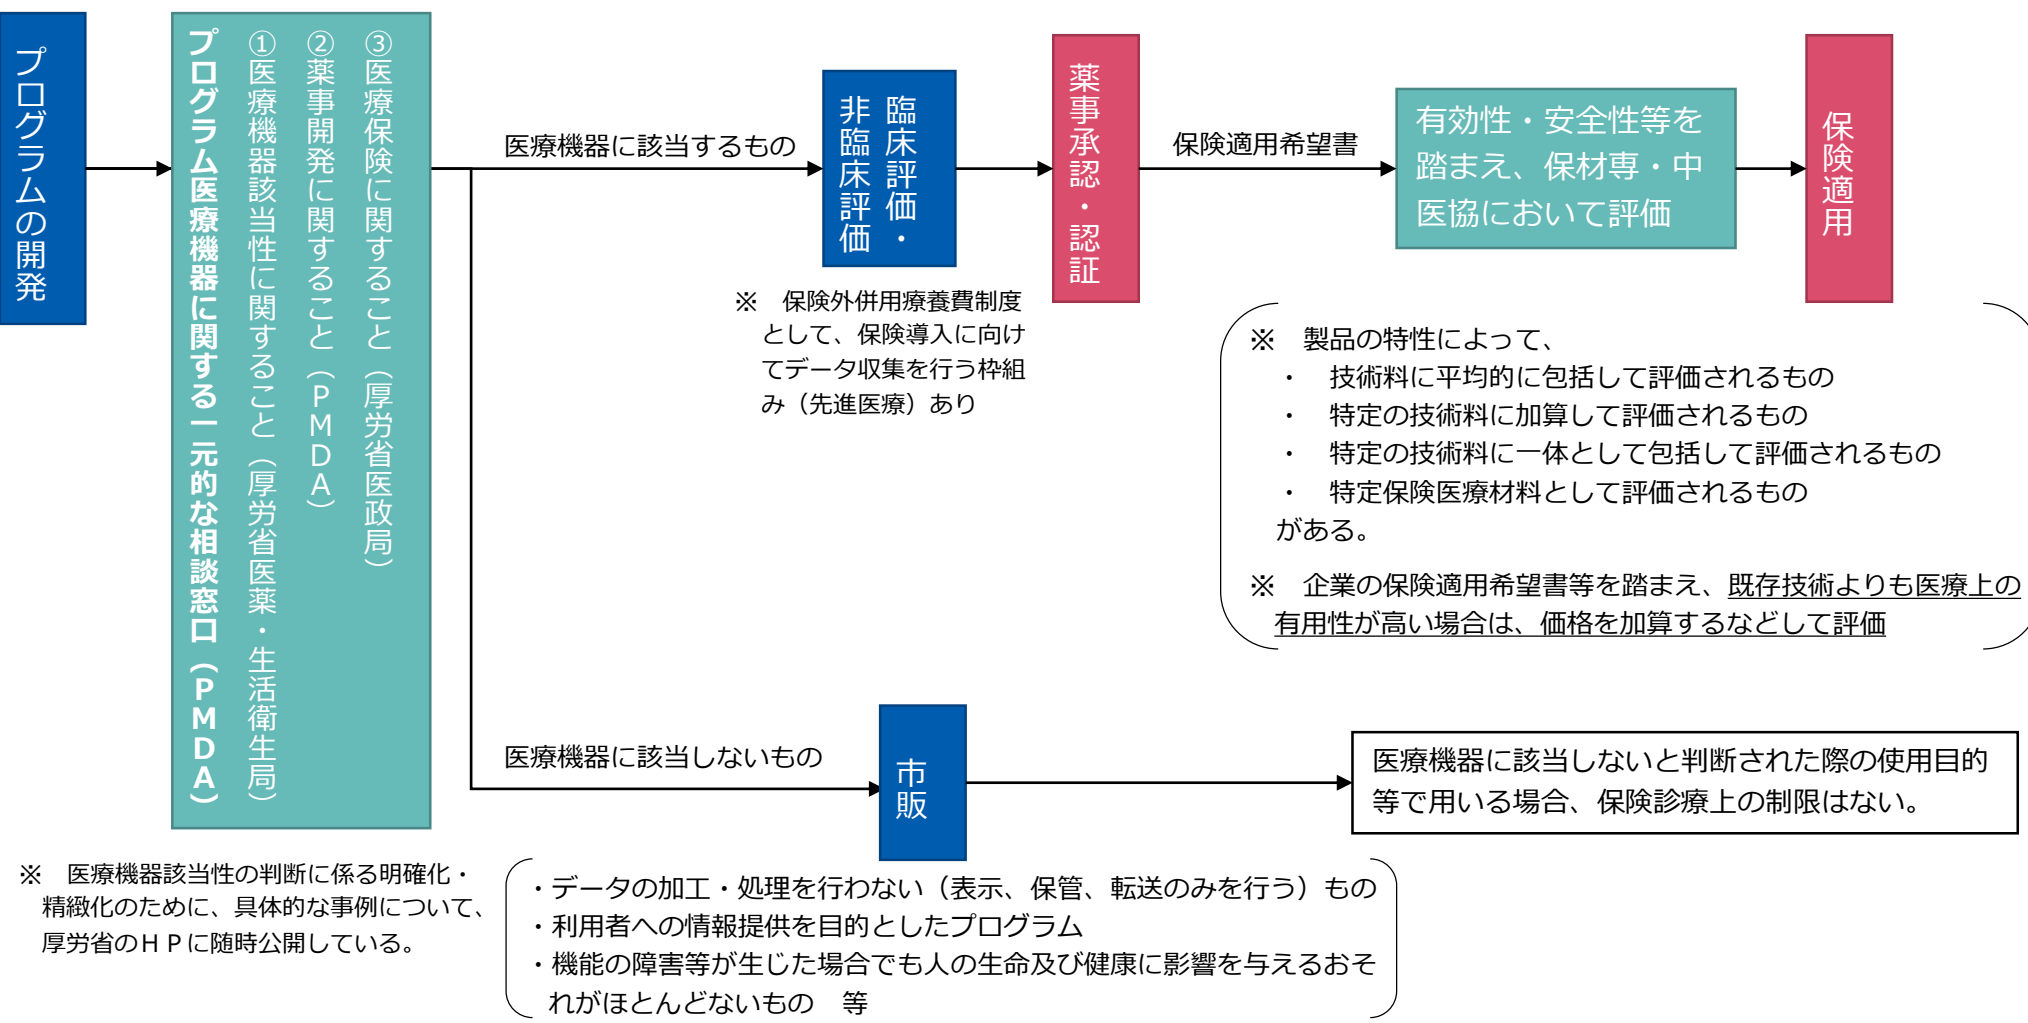 プログラムの開発
プログラム医療機器に関する一元的な相談窓口（ＰＭＤＡ）
①医療機器該当性に関すること（厚労省医薬・生活衛生局）
②薬事開発に関すること（ＰＭＤＡ）
③医療保険に関すること（厚労省医政局）
医療機器に該当するもの
臨床評価・
非臨床評価
※　保険外併用療養費制度
として、保険導入に向け
てデータ収集を行う枠組
み（先進医療）あり
薬事承認・認証
保険適用希望書
有効性・安全性等を
踏まえ、保材専・中
医協において評価
保険適用
※　製品の特性によって、
・　技術料に平均的に包括して評価されるもの
・　特定の技術料に加算して評価されるもの
・　特定の技術料に一体として包括して評価されるもの
・　特定保険医療材料として評価されるもの
がある。
※　企業の保険適用希望書等を踏まえ、既存技術よりも医療上の
有用性が高い場合は、価格を加算するなどして評価
医療機器に該当しないもの
市販
医療機器に該当しないと判断された際の使用目的
等で用いる場合、保険診療上の制限はない。
※　医療機器該当性の判断に係る明確化・
精緻化のために、具体的な事例について、
厚労省のＨＰに随時公開している。
・データの加工・処理を行わない（表示、保管、転送のみを行う）もの
・利用者への情報提供を目的としたプログラム
・機能の障害等が生じた場合でも人の生命及び健康に影響を与えるおそ
れがほとんどないもの　等